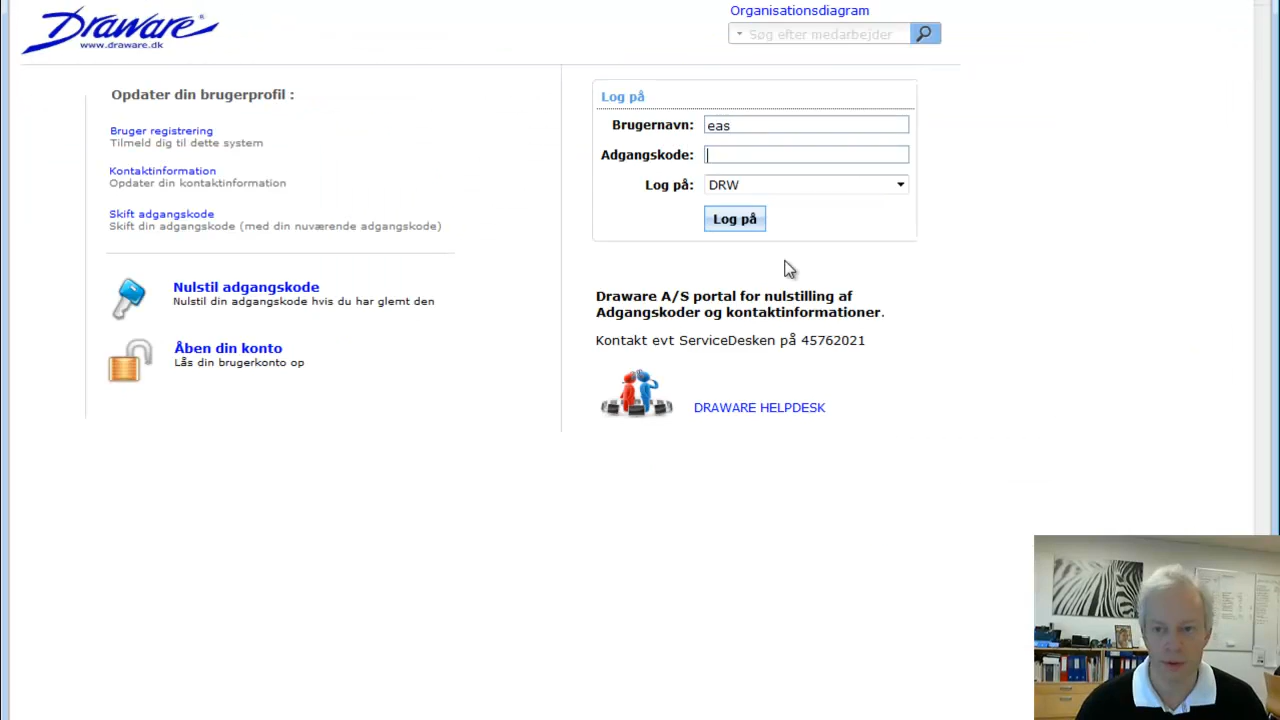 Draware®
www.draware.dk
Organisationsdiagram
Søg efter medarbejder
Opdater din brugerprofil :
Bruger registrering
Tilmeld dig til dette system
Kontaktinformation
Opdater din kontaktinformation
Skift adgangskode
Skift din adgangskode (med din nuværende adgangskode)
Nulstil adgangskode
Nulstil din adgangskode hvis du har glemt den
Åben din konto
Lås din brugerkonto op
Log på
Brugernavn: eas
Adgangskode:
Log på: DRW
Log på
Draware A/S portal for nulstilling af
Adgangskoder og kontaktinformationer.
Kontakt evt ServiceDesken på 45762021
DRAWARE HELPDESK